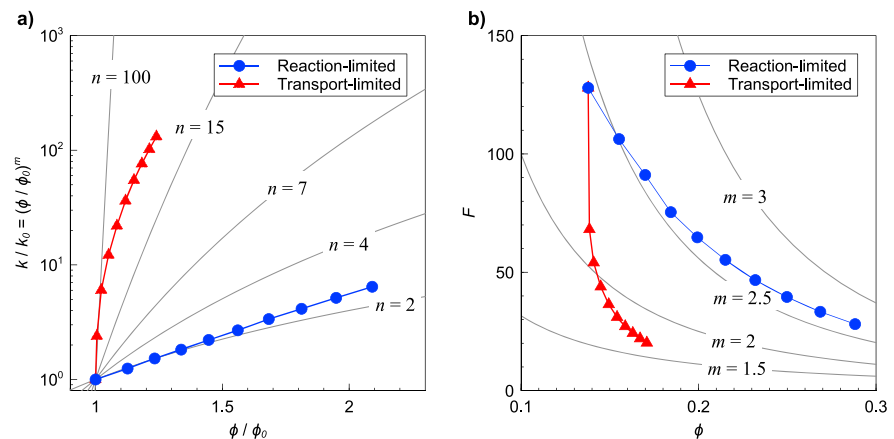 a)
k / k₀ = (ϕ / ϕ₀)ᵐ
10³
10²
10¹
10⁰
1
1.5
2
ϕ / ϕ₀
Reaction-limited
Transport-limited
n = 100
n = 15
n = 7
n = 4
n = 2
b)
F
150
100
50
0
0.1
0.2
0.3
ϕ
Reaction-limited
Transport-limited
m = 3
m = 2.5
m = 2
m = 1.5